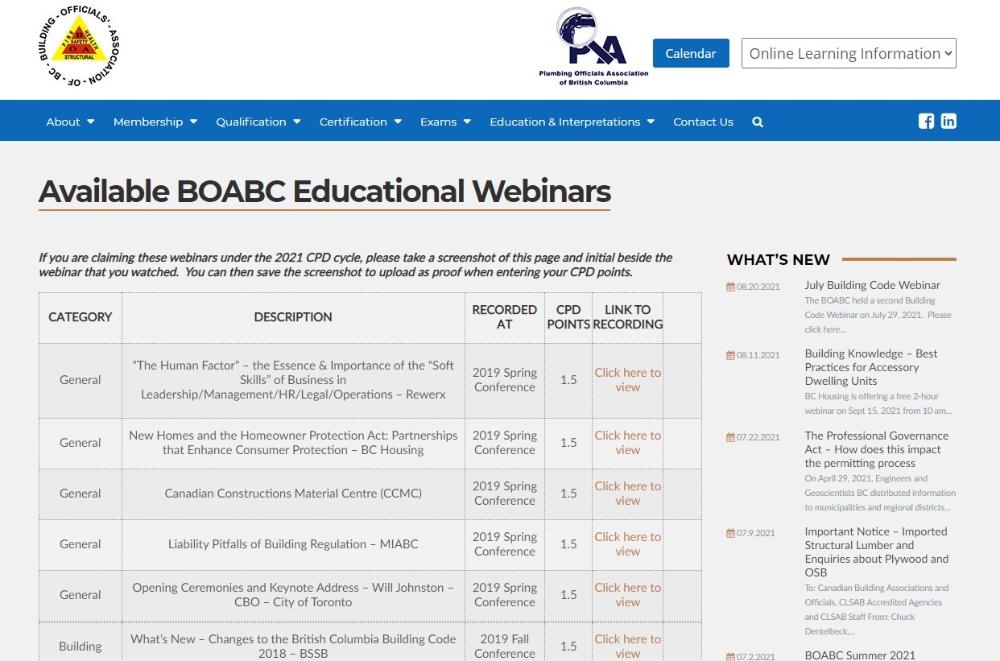 BUILDING - OFFICIALS' - ASSOCIATION - OF - BC -
FIRE HEALTH
B
SAFETY
O A
STRUCTURAL
Plumbing Officials Association
of British Columbia
Calendar
Online Learning Information
About
Membership
Qualification
Certification
Exams
Education & Interpretations
Contact Us
Available BOABC Educational Webinars
If you are claiming these webinars under the 2021 CPD cycle, please take a screenshot of this page and initial beside the
webinar that you watched.  You can then save the screenshot to upload as proof when entering your CPD points.
CATEGORY
DESCRIPTION
RECORDED
AT
CPD
POINTS
LINK TO
RECORDING
General
“The Human Factor” – the Essence & Importance of the “Soft
Skills” of Business in
Leadership/Management/HR/Legal/Operations – Rewerx
2019 Spring
Conference
1.5
Click here to
view
General
New Homes and the Homeowner Protection Act: Partnerships
that Enhance Consumer Protection – BC Housing
2019 Spring
Conference
1.5
Click here to
view
General
Canadian Constructions Material Centre (CCMC)
2019 Spring
Conference
1.5
Click here to
view
General
Liability Pitfalls of Building Regulation – MIABC
2019 Spring
Conference
1.5
Click here to
view
General
Opening Ceremonies and Keynote Address – Will Johnston –
CBO – City of Toronto
2019 Spring
Conference
1.5
Click here to
view
Building
What’s New – Changes to the British Columbia Building Code
2018 – BSSB
2019 Fall
Conference
1.5
Click here to
view
WHAT’S NEW
08.20.2021
July Building Code Webinar
The BOABC held a second Building
Code Webinar on July 29, 2021.  Please
click here...
08.11.2021
Building Knowledge – Best
Practices for Accessory
Dwelling Units
BC Housing is offering a free 2-hour
webinar on Sept 15, 2021 from 10 am...
07.22.2021
The Professional Governance
Act – How does this impact
the permitting process
On April 29, 2021, Engineers and
Geoscientists BC distributed information
to municipalities and regional districts...
07.9.2021
Important Notice – Imported
Structural Lumber and
Enquiries about Plywood and
OSB
To: Canadian Building Associations and
Officials, CLSAB Accredited Agencies
and CLSAB Staff From: Chuck
Dentelbeck,...
07.2.2021
BOABC Summer 2021